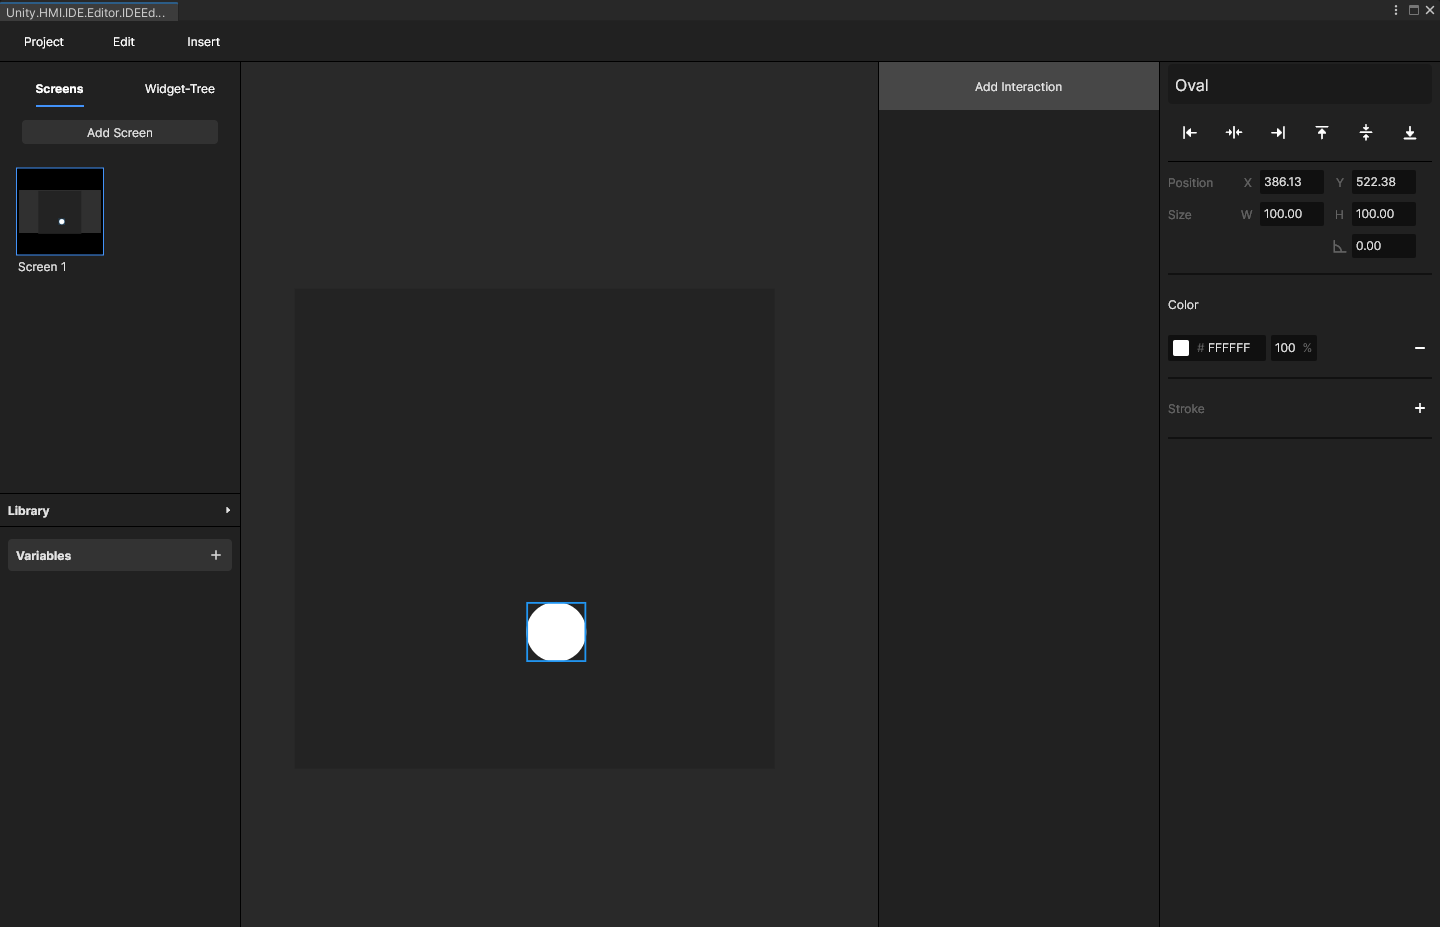 Unity.HMI.IDE.Editor.IDEEd...
Project Edit Insert
Screens Widget-Tree
Add Screen
Screen 1
Library
Variables
Add Interaction
Oval
Position X 386.13 Y 522.38
Size W 100.00 H 100.00
0.00
Color
# FFFFFF 100 %
Stroke